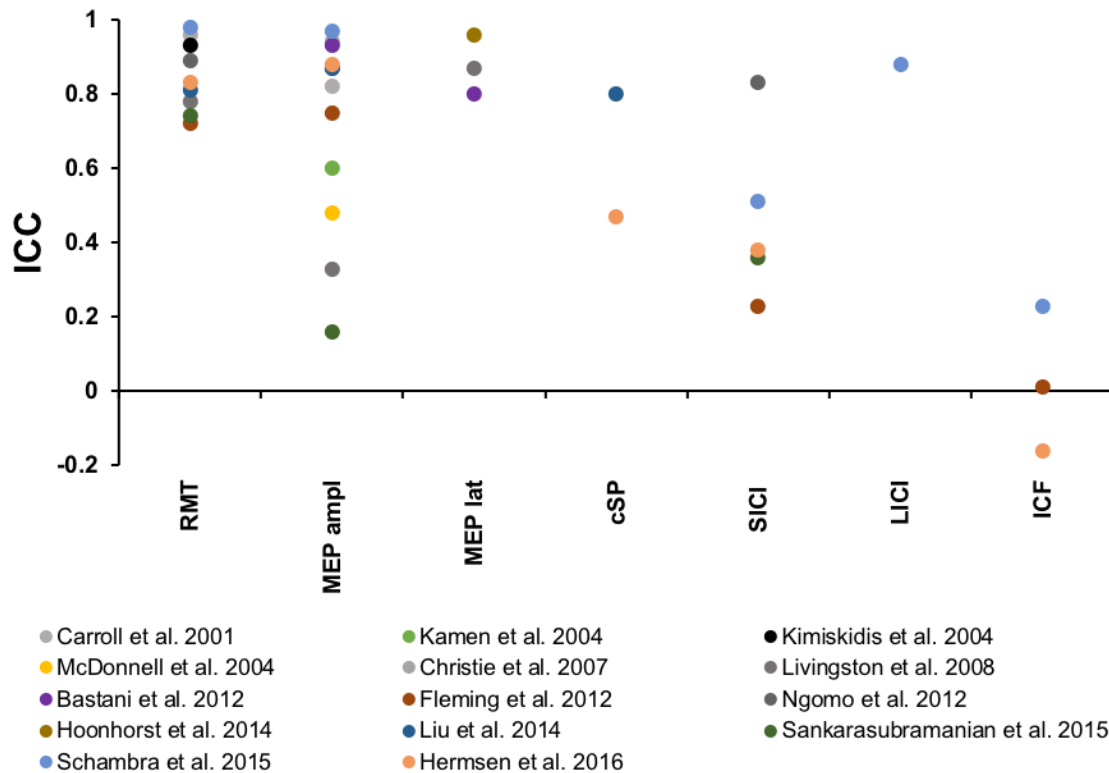 1
0.8
0.6
0.4
0.2
0
-0.2
ICC
RMT
MEP ampl
MEP lat
cSP
SICI
LICI
ICF
Carroll et al. 2001
Kamen et al. 2004
Kimiskidis et al. 2004
McDonnell et al. 2004
Christie et al. 2007
Livingston et al. 2008
Bastani et al. 2012
Fleming et al. 2012
Ngomo et al. 2012
Hoonhorst et al. 2014
Liu et al. 2014
Sankarasubramanian et al. 2015
Schambra et al. 2015
Hermsen et al. 2016